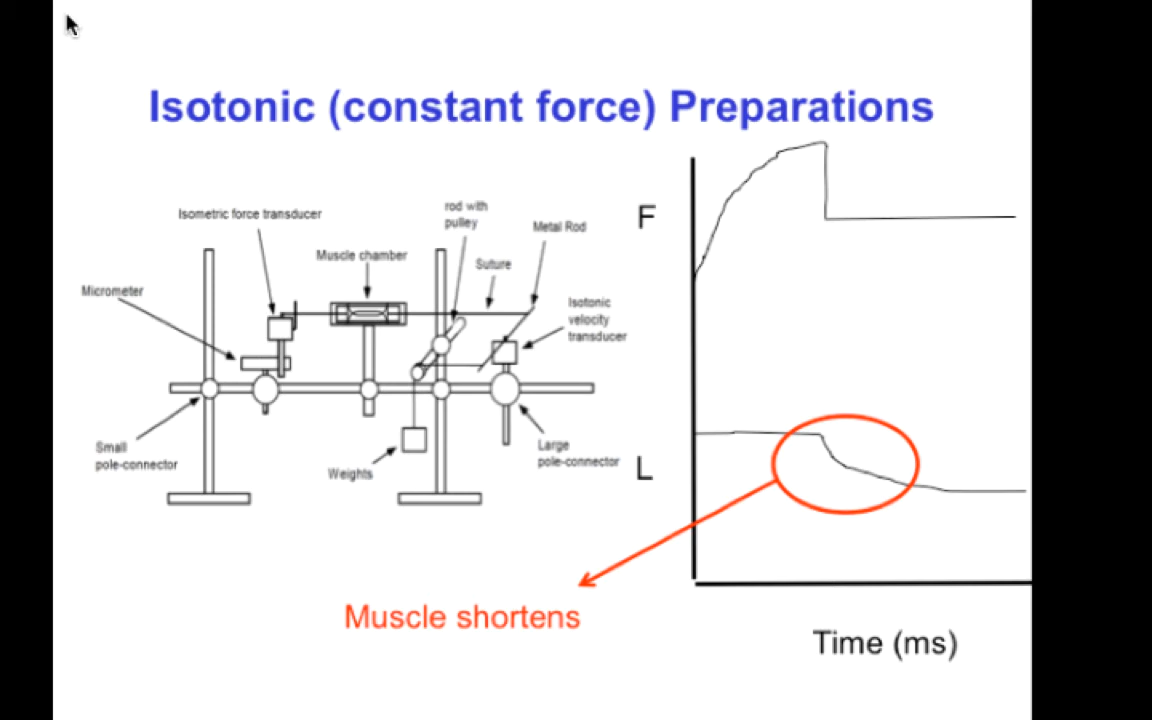 Isotonic (constant force) Preparations
Isometric force transducer
rod with
pulley
Metal Rod
Muscle chamber
Suture
Micrometer
Isotonic
velocity
transducer
Small
pole-connector
Weights
Large
pole-connector
F
L
Muscle shortens
Time (ms)